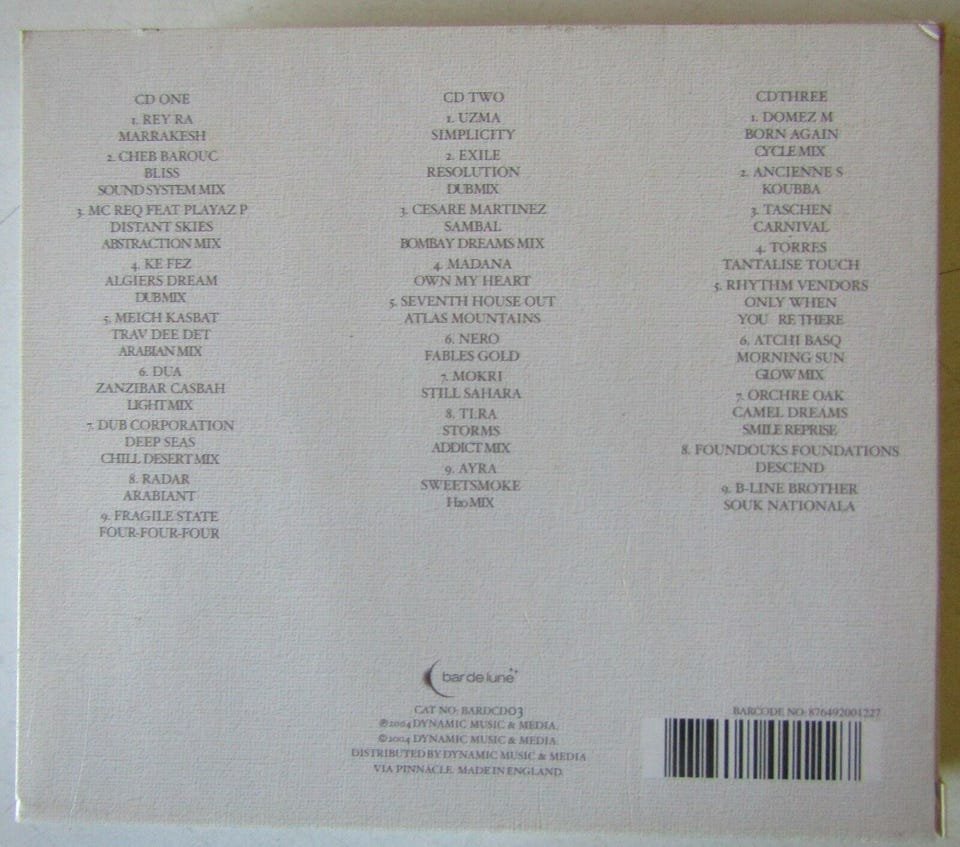 CD ONE
1. REY RA
MARRAKESH
2. CHEB BAROUC
BLISS
SOUND SYSTEM MIX
3. MC REQ FEAT PLAYAZ P
DISTANT SKIES
ABSTRACTION MIX
4. KE FEZ
ALGIERS DREAM
DUB MIX
5. MEICH KASBAT
TRAV DEE DET
ARABIAN MIX
6. DUA
ZANZIBAR CASBAH
LIGHT MIX
7. DUB CORPORATION
DEEP SEAS
CHILL DESERT MIX
8. RADAR
ARABIANT
9. FRAGILE STATE
FOUR-FOUR-FOUR
CD TWO
1. UZMA
SIMPLICITY
2. EXILE
RESOLUTION
DUB MIX
3. CESARE MARTINEZ
SAMBAL
BOMBAY DREAMS MIX
4. MADANA
OWN MY HEART
5. SEVENTH HOUSE OUT
ATLAS MOUNTAINS
6. NERO
FABLES GOLD
7. MOKRI
STILL SAHARA
8. TI.RA
STORMS
ADDICT MIX
9. AYRA
SWEETSMOKE
H20 MIX
CD THREE
1. DOMEZ M
BORN AGAIN
CYCLE MIX
2. ANCIENNE S
KOUBBA
3. TASCHEN
CARNIVAL
4. TORRES
TANTALISE TOUCH
5. RHYTHM VENDORS
ONLY WHEN
YOU RE THERE
6. ATCHI BASQ
MORNING SUN
GLOW MIX
7. ORCHRE OAK
CAMEL DREAMS
SMILE REPRISE
8. FOUNDOUKS FOUNDATIONS
DESCEND
9. B-LINE BROTHER
SOUK NATIONALA
bar de lune
CAT NO: BARDCD03
℗2004 DYNAMIC MUSIC & MEDIA.
©2004 DYNAMIC MUSIC & MEDIA.
DISTRIBUTED BY DYNAMIC MUSIC & MEDIA
VIA PINNACLE. MADE IN ENGLAND.
BARCODE NO: 876492001227